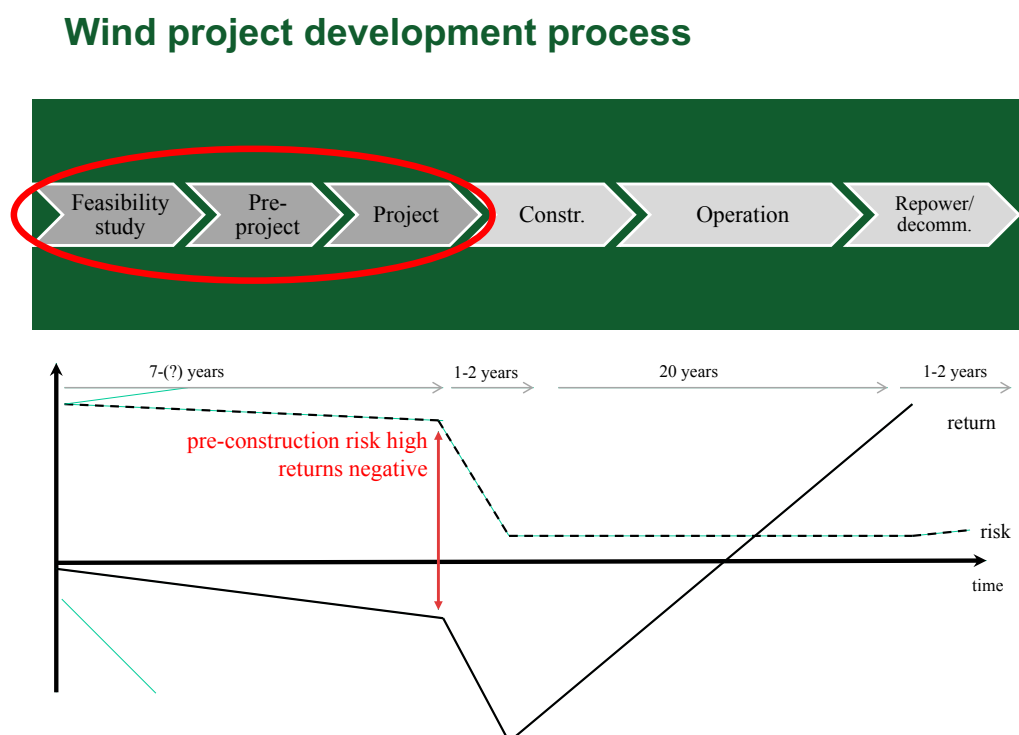 Wind project development process
Feasibility
study
Pre-
project
Project
Constr.
Operation
Repower/
decomm.
7-(?) years
1-2 years
20 years
1-2 years
return
pre-construction risk high
returns negative
risk
time